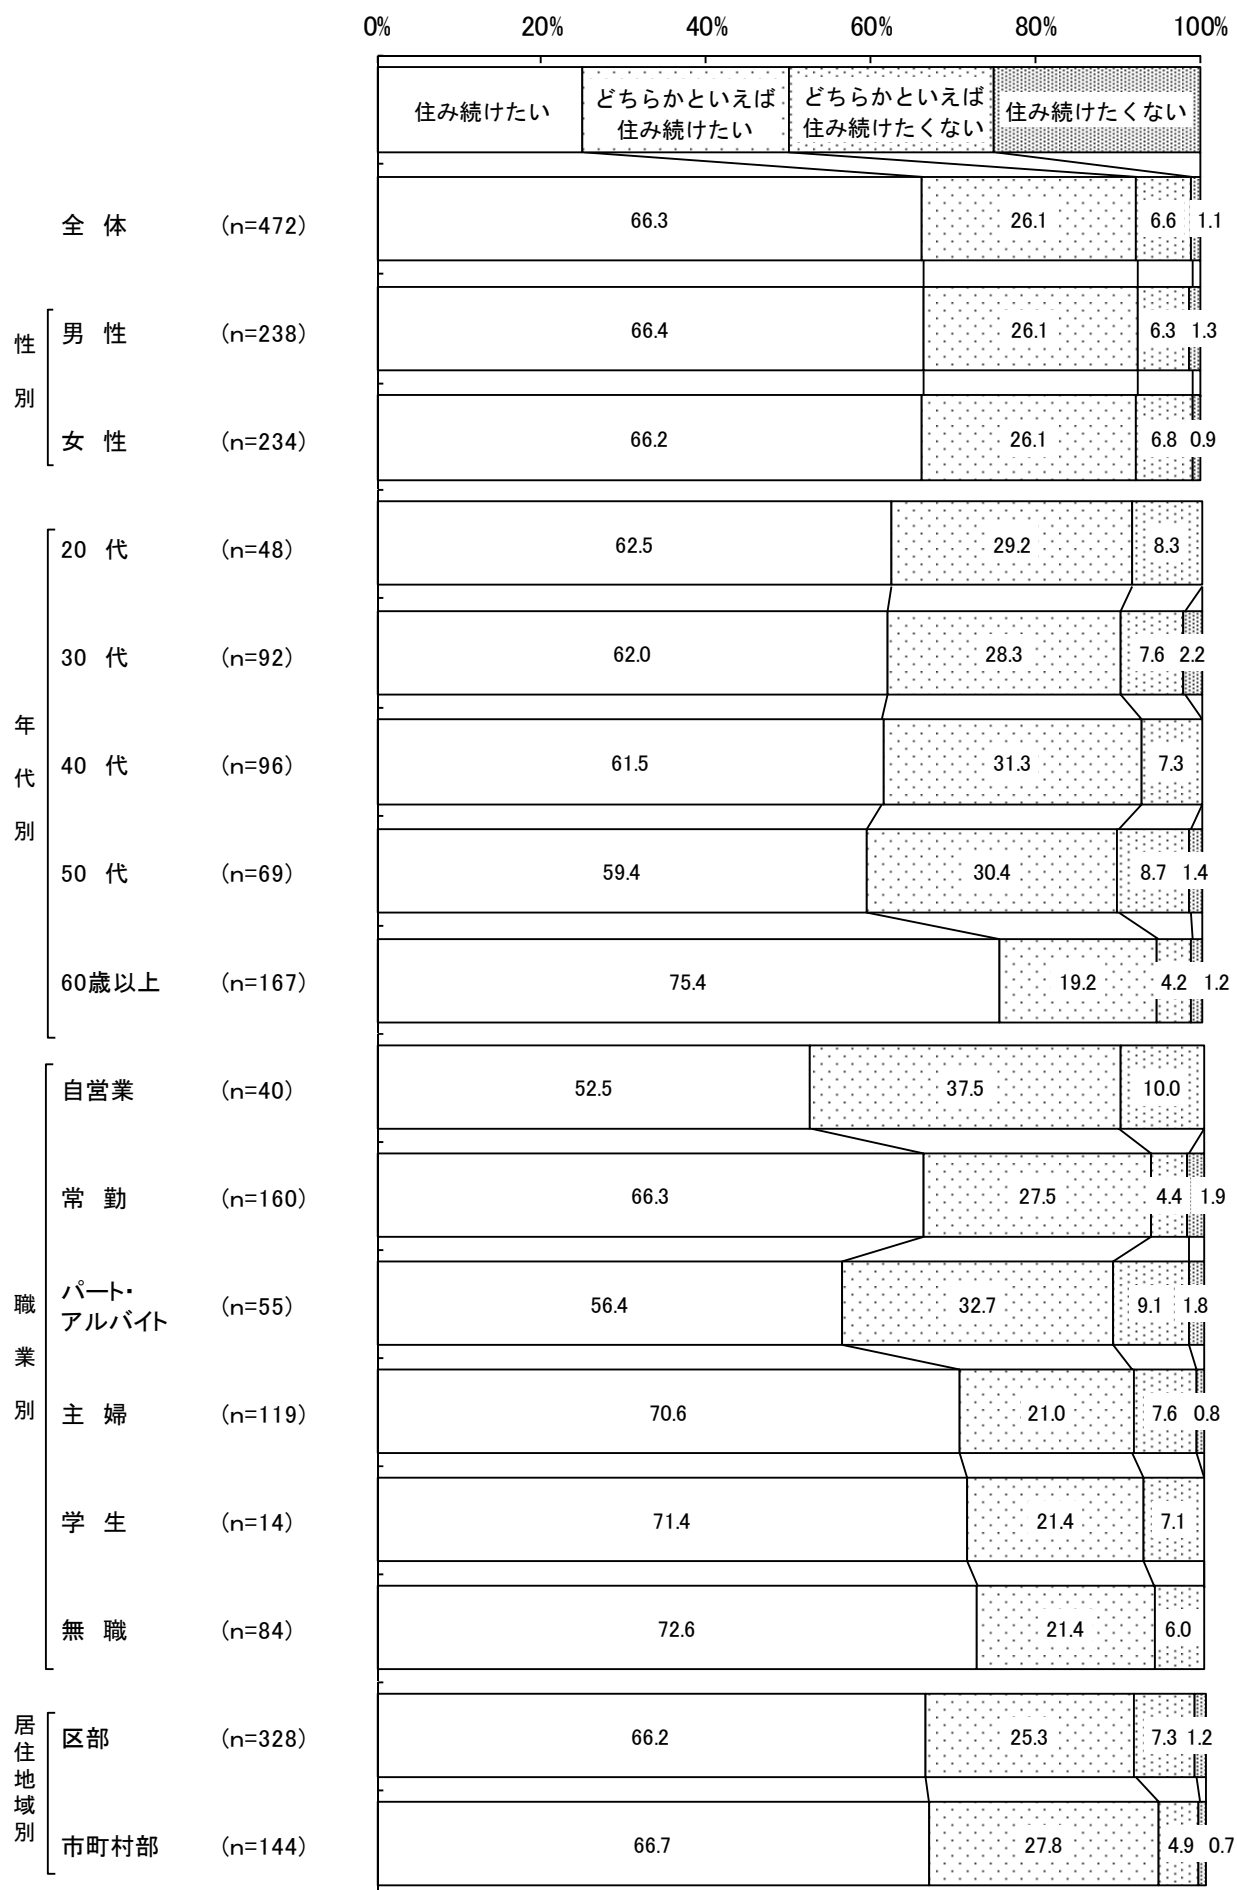 0% 20% 40% 60% 80% 100%
住み続けたい
どちらかといえば
住み続けたい
どちらかといえば
住み続けたくない
住み続けたくない
全 体 (n=472) 66.3 26.1 6.6 1.1
性別
男 性 (n=238) 66.4 26.1 6.3 1.3
女 性 (n=234) 66.2 26.1 6.8 0.9
年代別
20 代 (n=48) 62.5 29.2 8.3
30 代 (n=92) 62.0 28.3 7.6 2.2
40 代 (n=96) 61.5 31.3 7.3
50 代 (n=69) 59.4 30.4 8.7 1.4
60歳以上 (n=167) 75.4 19.2 4.2 1.2
職業別
自営業 (n=40) 52.5 37.5 10.0
常 勤 (n=160) 66.3 27.5 4.4 1.9
パート・
アルバイト (n=55) 56.4 32.7 9.1 1.8
主 婦 (n=119) 70.6 21.0 7.6 0.8
学 生 (n=14) 71.4 21.4 7.1
無 職 (n=84) 72.6 21.4 6.0
居住地域別
区部 (n=328) 66.2 25.3 7.3 1.2
市町村部 (n=144) 66.7 27.8 4.9 0.7